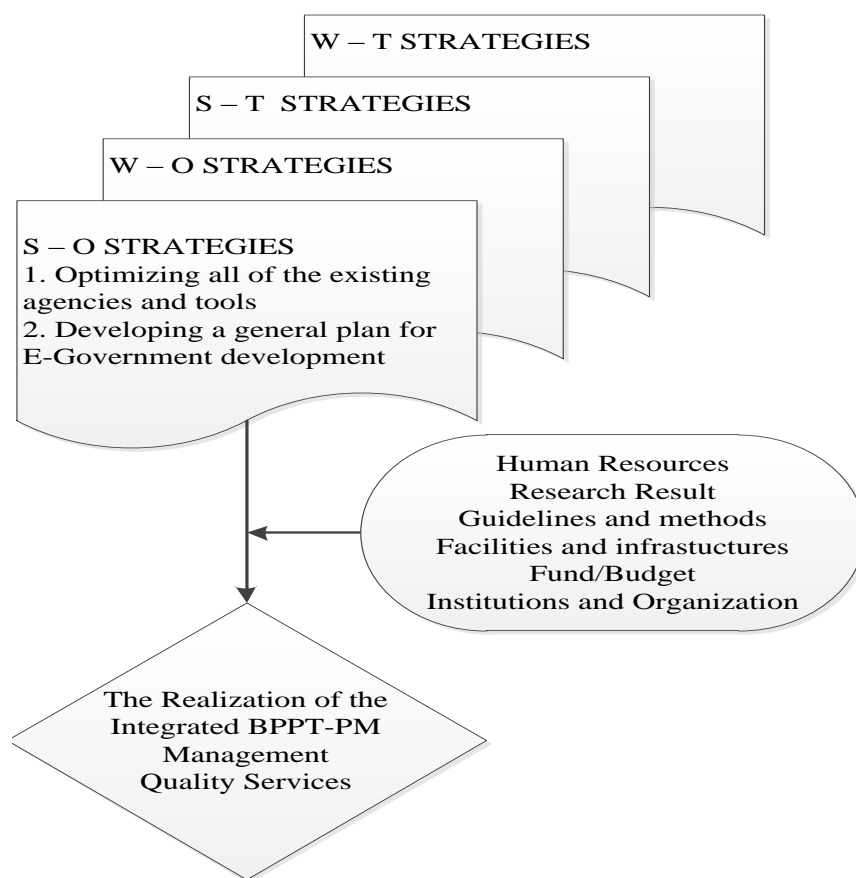 W – T STRATEGIES
S – T STRATEGIES
W – O STRATEGIES
S – O STRATEGIES
1. Optimizing all of the existing
agencies and tools
2. Developing a general plan for
E-Government development
Human Resources
Research Result
Guidelines and methods
Facilities and infrastuctures
Fund/Budget
Institutions and Organization
The Realization of the
Integrated BPPT-PM
Management
Quality Services